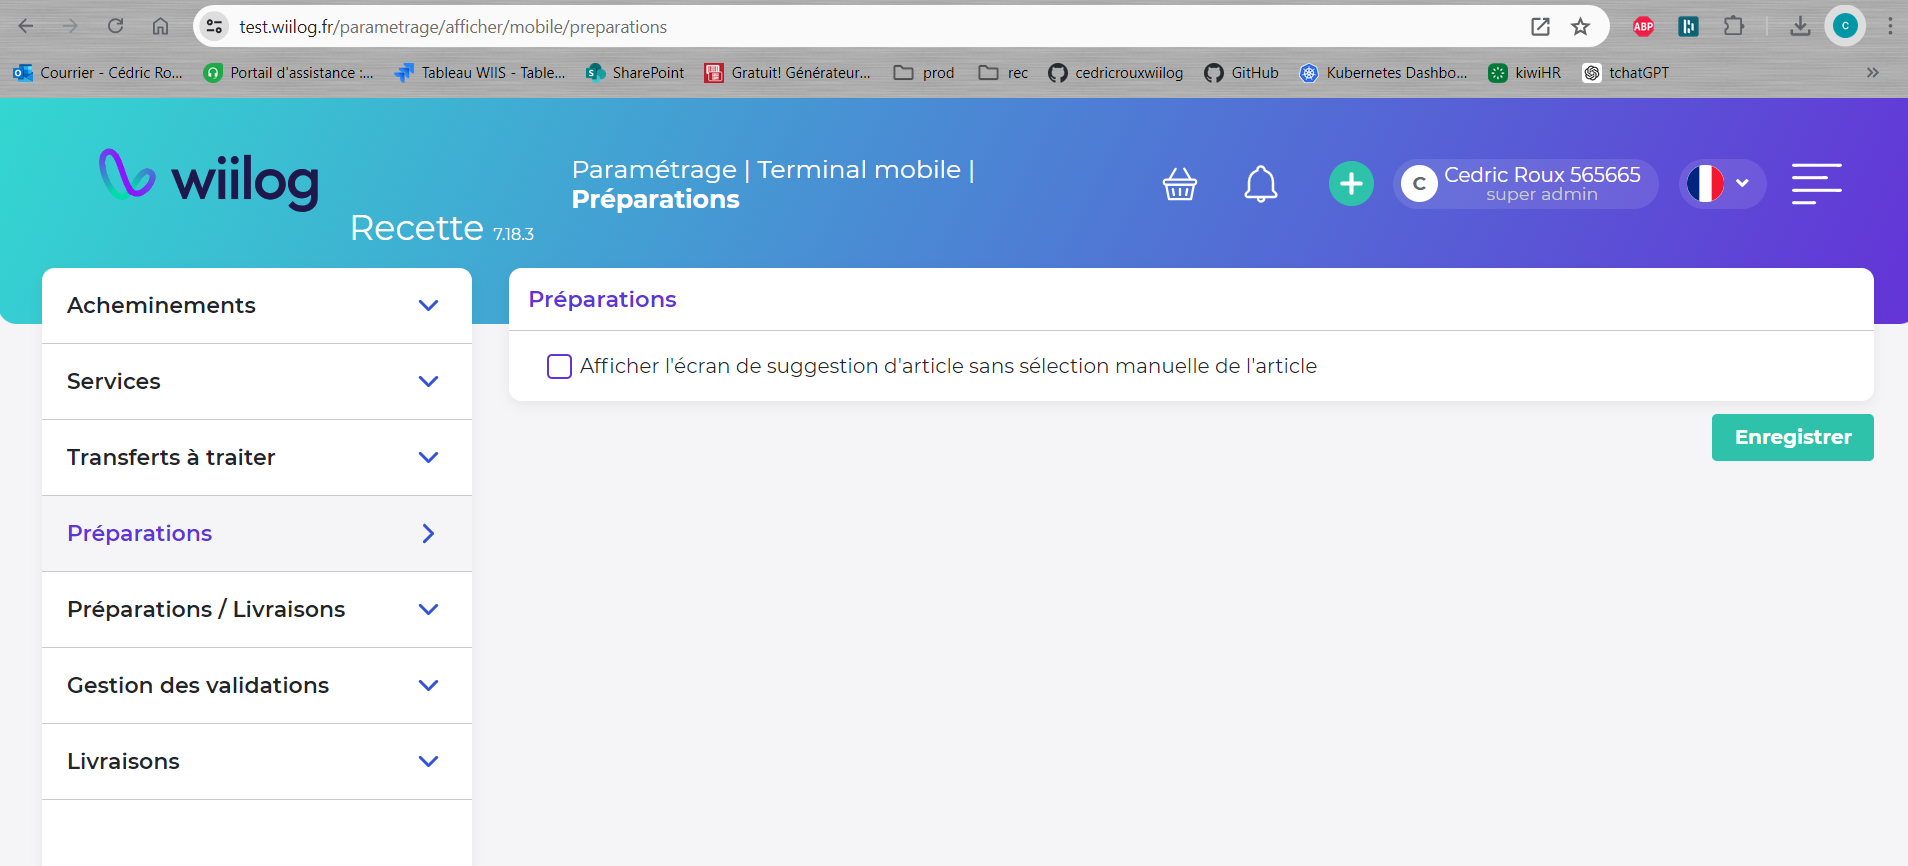 test.wiilog.fr/parametrage/afficher/mobile/preparations
ABP
C
Courrier - Cédric Ro...
Portail d'assistance :...
Tableau WIIS - Table...
SharePoint
Gratuit! Générateur...
prod
rec
cedricrouxwiilog
GitHub
Kubernetes Dashbo...
kiwiHR
tchatGPT
wiilog
Recette 7.18.3
Paramétrage | Terminal mobile |
Préparations
C
Cedric Roux 565665
super admin
Acheminements
Services
Transferts à traiter
Préparations
Préparations / Livraisons
Gestion des validations
Livraisons
Préparations
Afficher l'écran de suggestion d'article sans sélection manuelle de l'article
Enregistrer